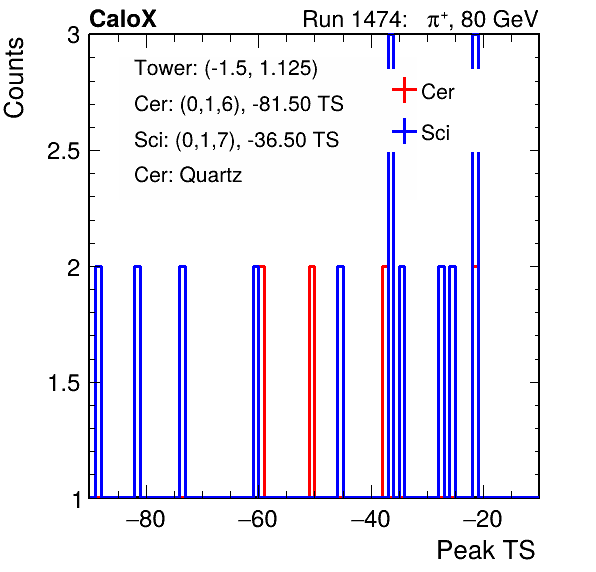 CaloX Run 1474: π⁺, 80 GeV
Counts
3
2.5
2
1.5
1
Tower: (-1.5, 1.125)
Cer: (0,1,6), -81.50 TS
Sci: (0,1,7), -36.50 TS
Cer: Quartz
Cer
Sci
−80 −60 −40 −20
Peak TS